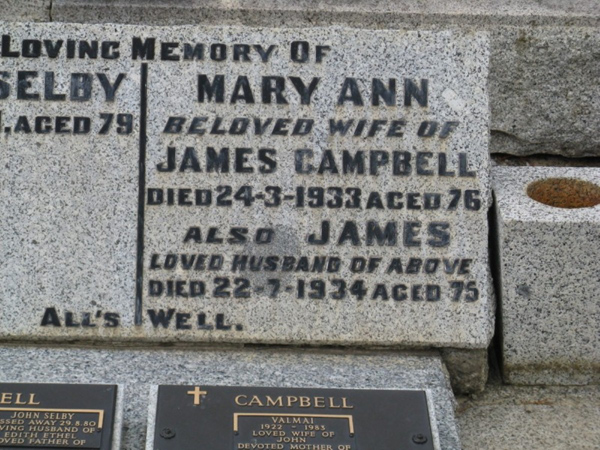 LOVING MEMORY OF
SELBY
AGED 79
MARY ANN
BELOVED WIFE OF
JAMES CAMPBELL
DIED 24-3-1933 AGED 76
ALSO JAMES
LOVED HUSBAND OF ABOVE
DIED 22-7-1934 AGED 75
ALL'S WELL.
ELL
JOHN SELBY
SSED AWAY 29.8.80
VING HUSBAND OF
EDITH ETHEL
OVED FATHER OF
CAMPBELL
VALMAI
1922 - 1983
LOVED WIFE OF
JOHN
DEVOTED MOTHER OF